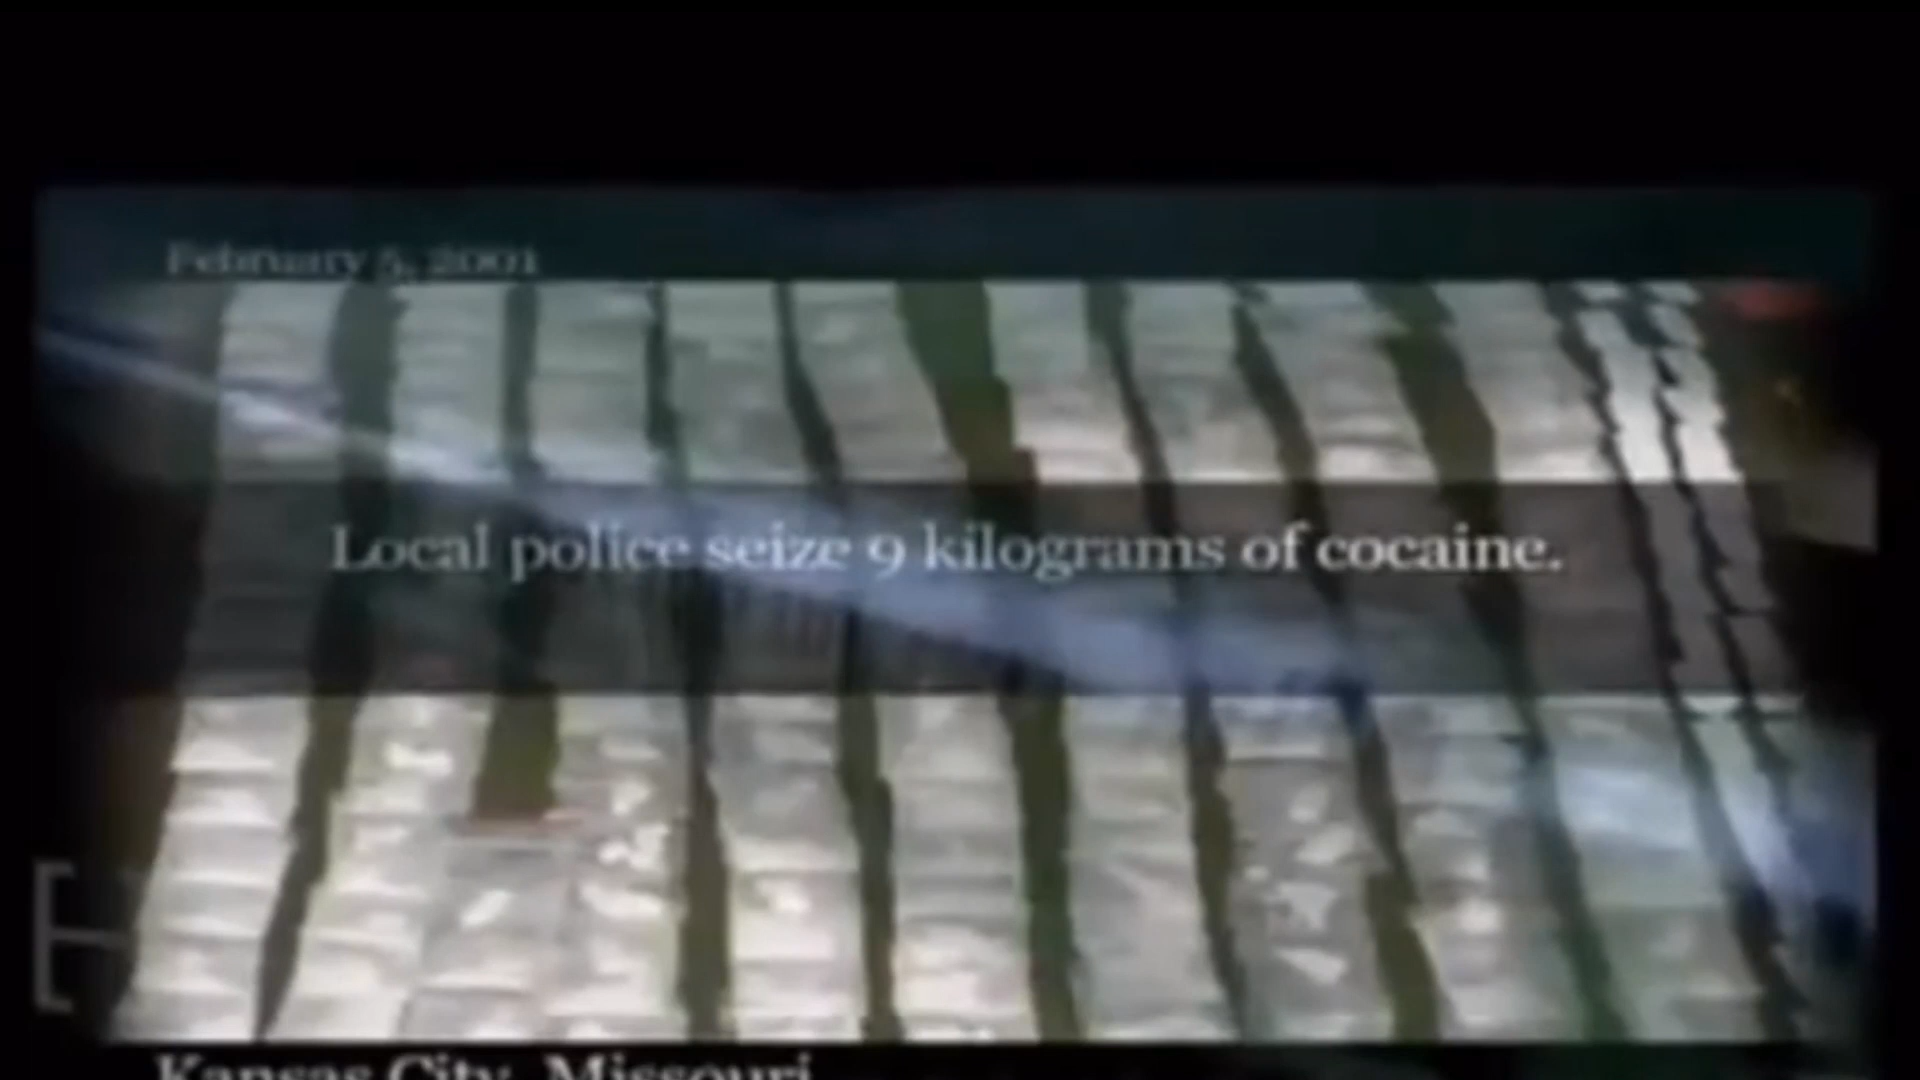 February 5, 2001
Local police seize 9 kilograms of cocaine.
Kansas City, Missouri